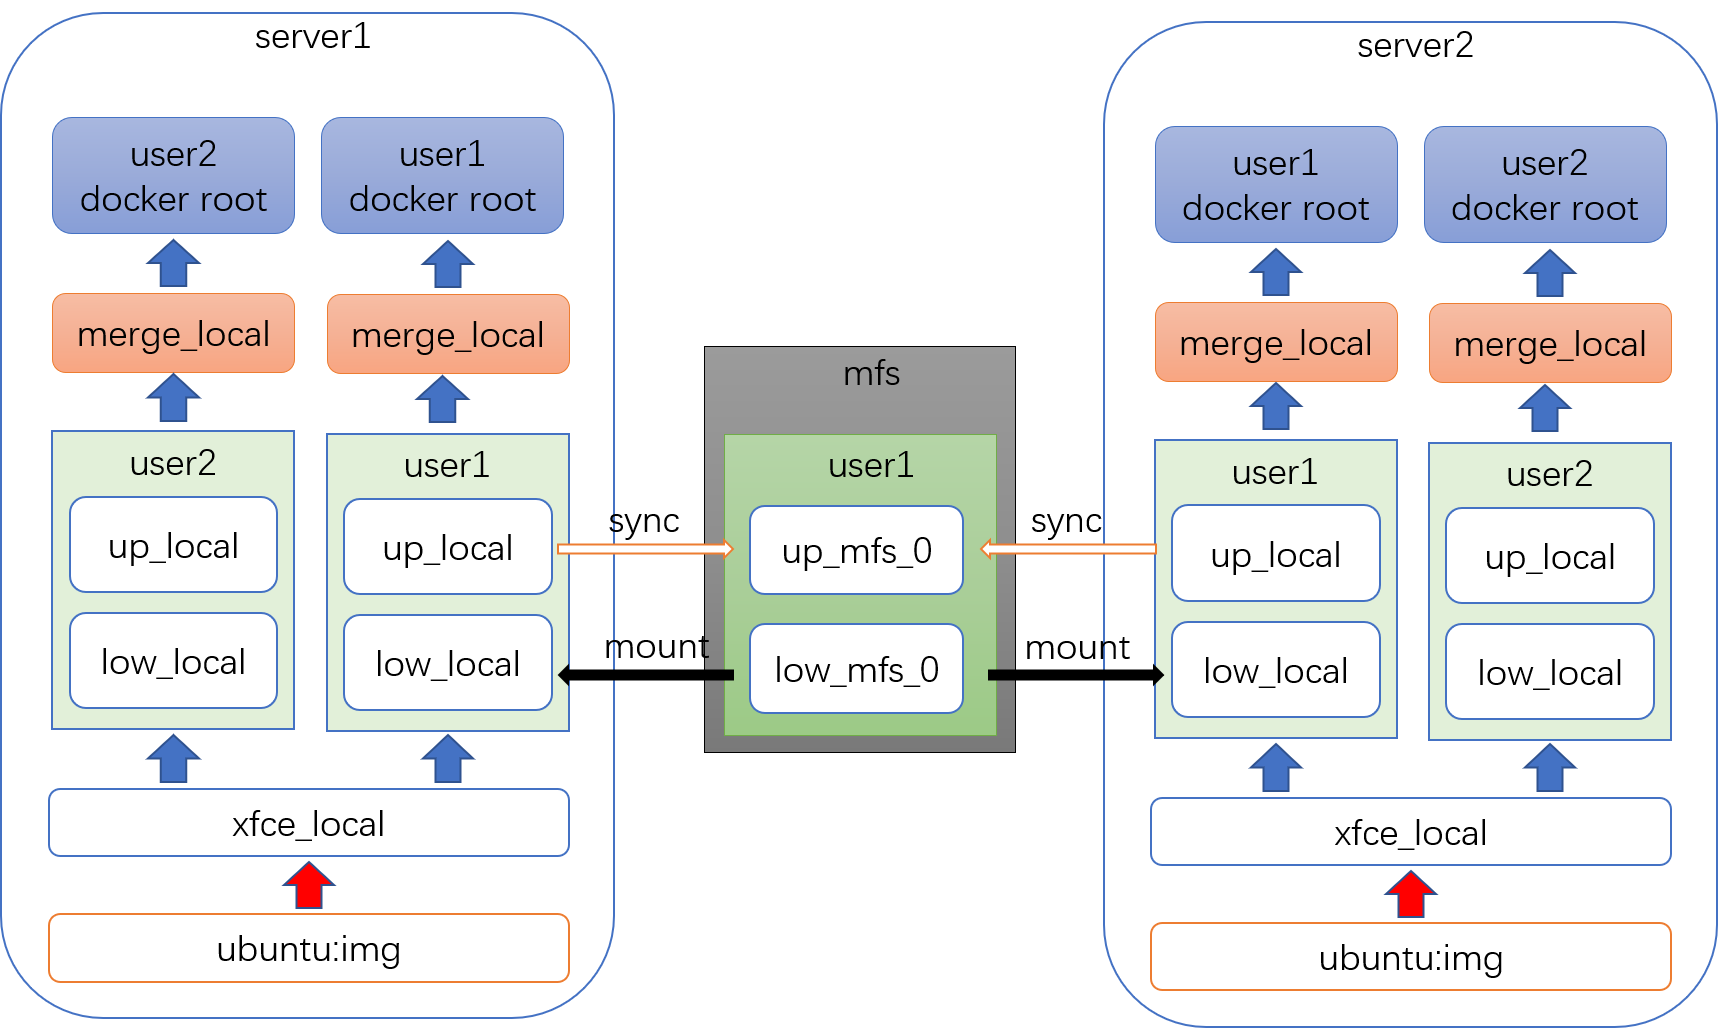 server1
user2
docker root
user1
docker root
merge_local
merge_local
user2
up_local
low_local
user1
up_local
low_local
xfce_local
ubuntu:img
sync
mount
mfs
user1
up_mfs_0
low_mfs_0
sync
mount
server2
user1
docker root
user2
docker root
merge_local
merge_local
user1
up_local
low_local
user2
up_local
low_local
xfce_local
ubuntu:img